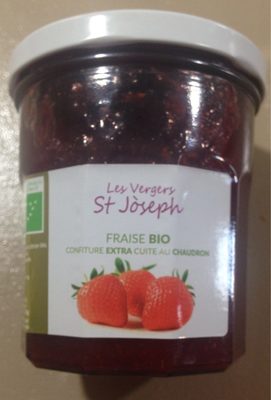 Les Vergers
St Jòseph
FRAISE BIO
CONFITURE EXTRA CUITE AU CHAUDRON